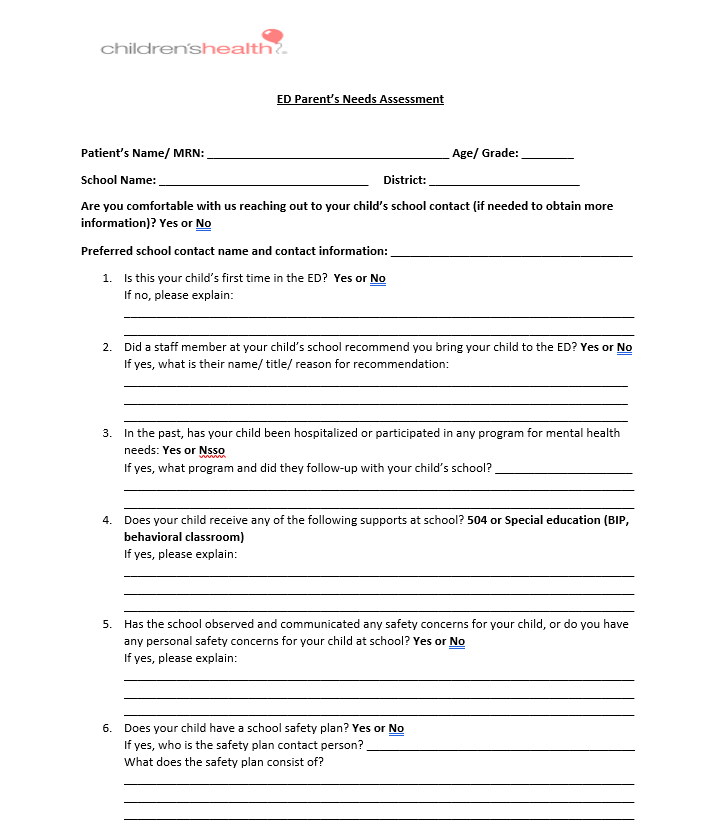 children'shealth
ED Parent's Needs Assessment
Patient's Name/ MRN: ______________________________________ Age/ Grade: ________
School Name: _________________________________ District: ________________________
Are you comfortable with us reaching out to your child's school contact (if needed to obtain more
information)? Yes or No
Preferred school contact name and contact information: ______________________________________
1. Is this your child's first time in the ED? Yes or No
If no, please explain:
2. Did a staff member at your child's school recommend you bring your child to the ED? Yes or No
If yes, what is their name/ title/ reason for recommendation:
3. In the past, has your child been hospitalized or participated in any program for mental health
needs: Yes or Nsso
If yes, what program and did they follow-up with your child's school? ______________________
4. Does your child receive any of the following supports at school? 504 or Special education (BIP,
behavioral classroom)
If yes, please explain:
5. Has the school observed and communicated any safety concerns for your child, or do you have
any personal safety concerns for your child at school? Yes or No
If yes, please explain:
6. Does your child have a school safety plan? Yes or No
If yes, who is the safety plan contact person? __________________________________________
What does the safety plan consist of?